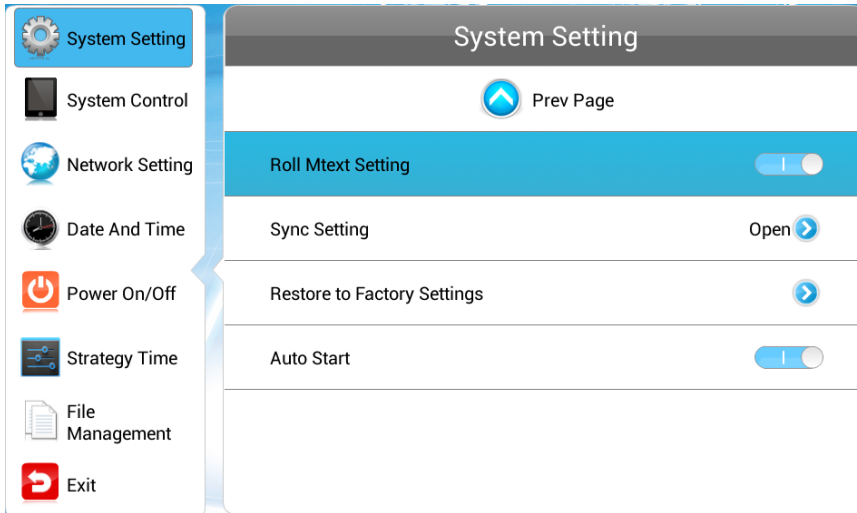 System Setting
System Control
Network Setting
Date And Time
Power On/Off
Strategy Time
File
Management
Exit
System Setting
Prev Page
Roll Mtext Setting
Sync Setting
Open
Restore to Factory Settings
Auto Start